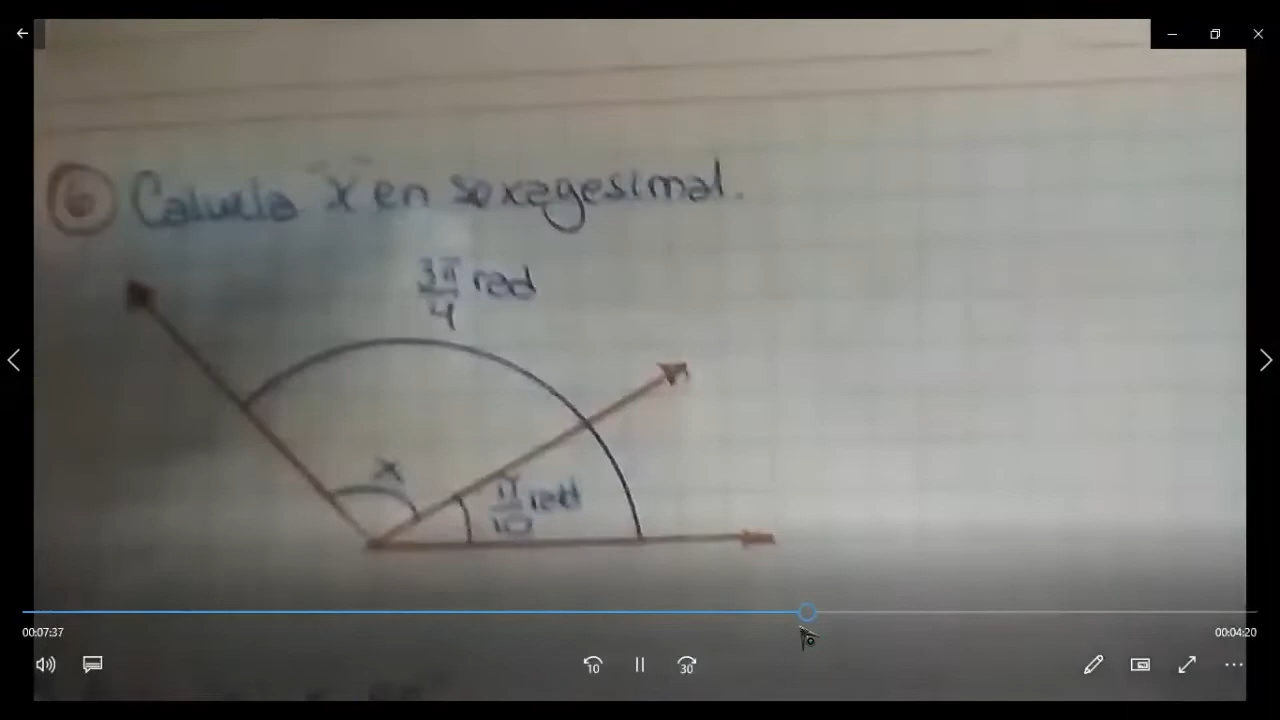 6 Calcula x en sexagesimal.
3π/4 rad
x
π/10 rad
00:07:37
00:04:20
10
30